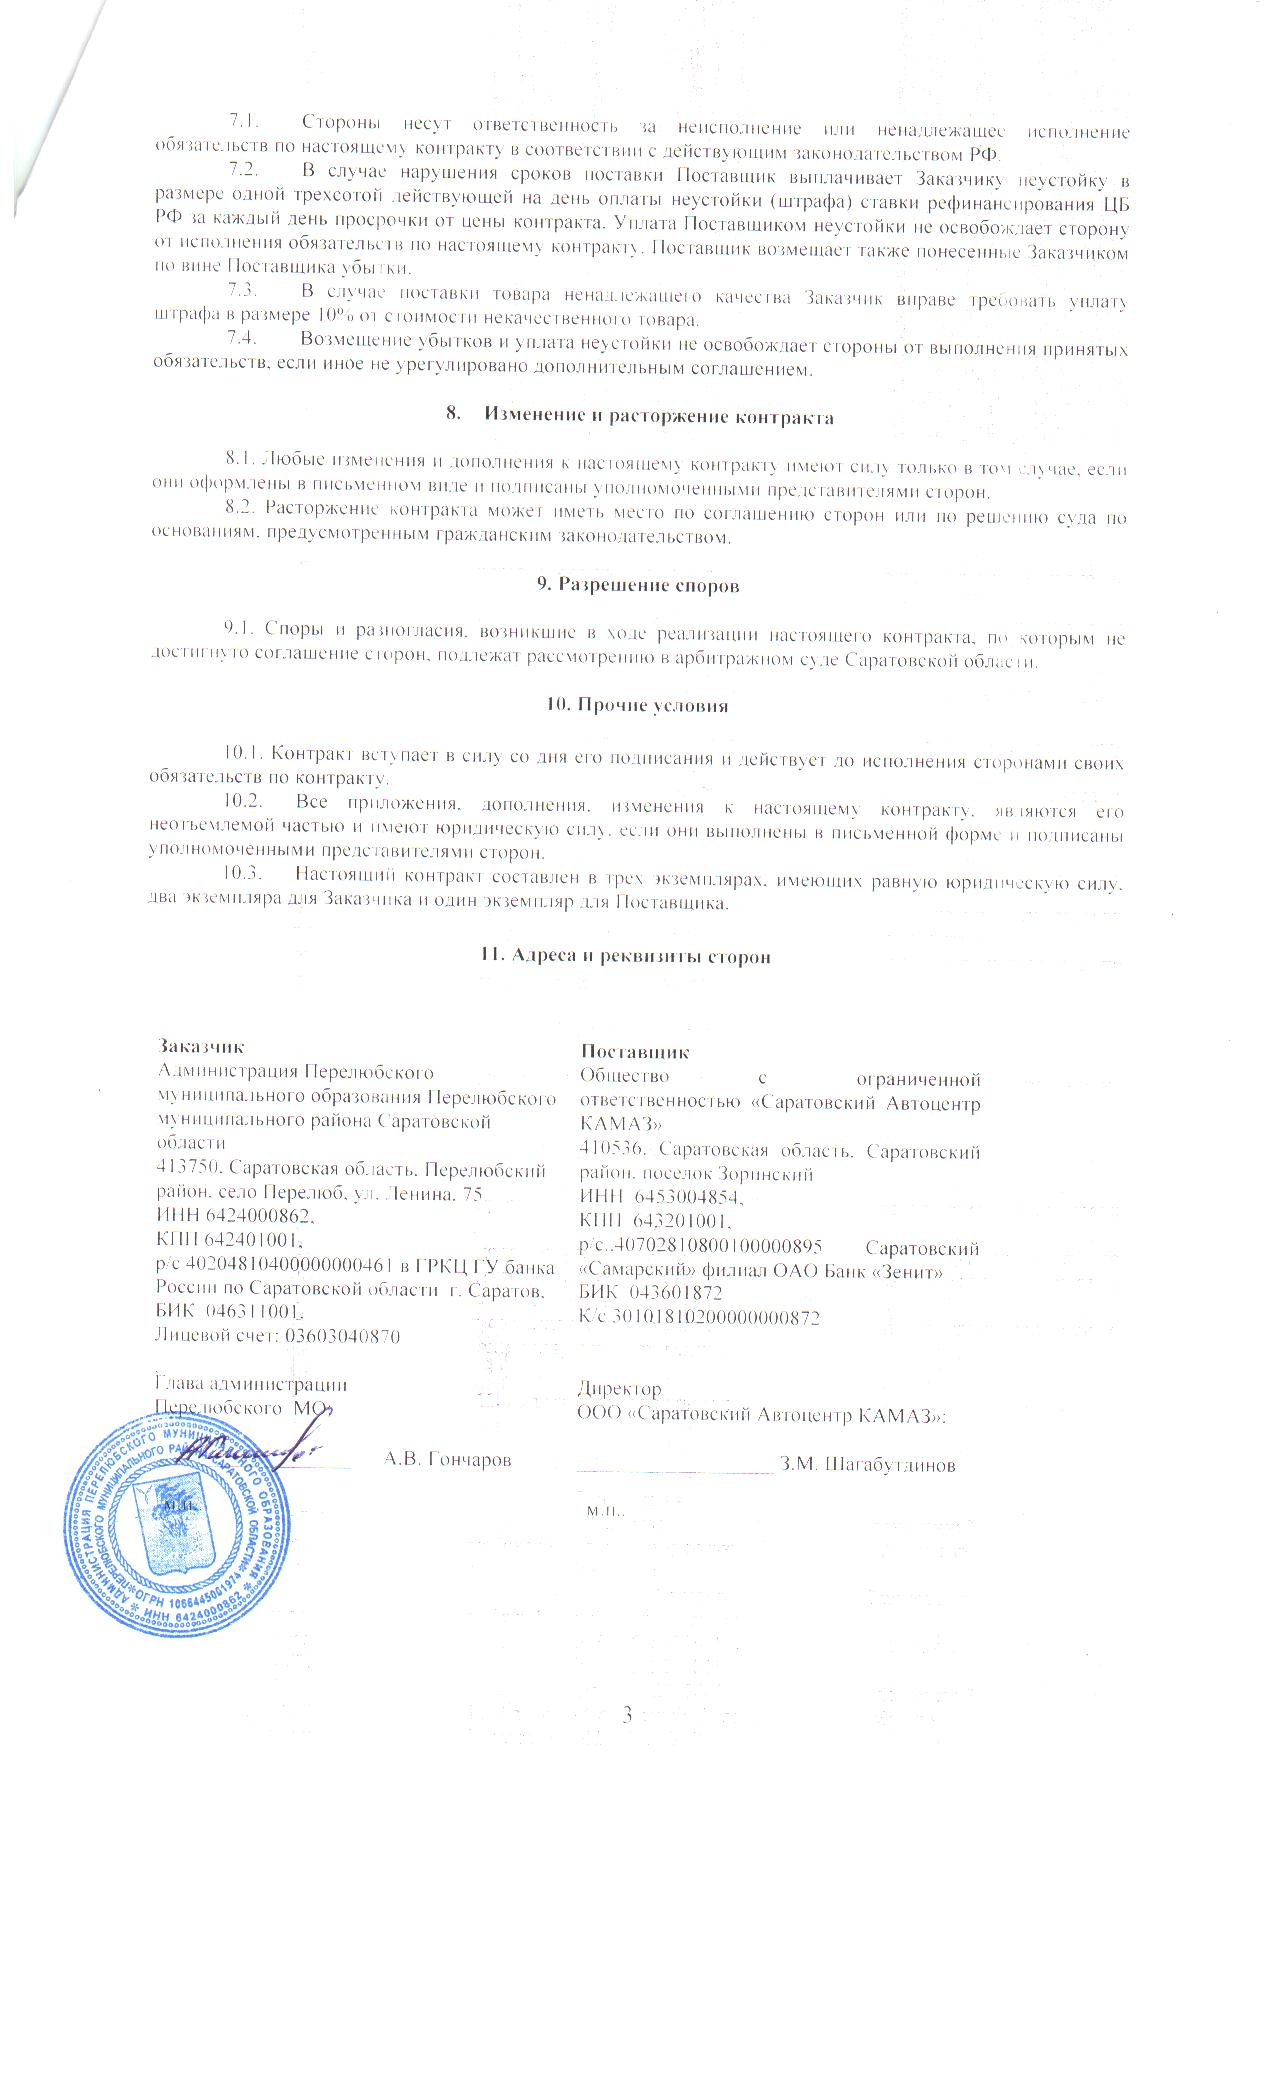 7.1. Стороны несут ответственность за неисполнение или ненадлежащее исполнение
обязательств по настоящему контракту в соответствии с действующим законодательством РФ.
7.2. В случае нарушения сроков поставки Поставщик выплачивает Заказчику неустойку в
размере одной трехсотой действующей на день оплаты неустойки (штрафа) ставки рефинансирования ЦБ
РФ за каждый день просрочки от цены контракта. Уплата Поставщиком неустойки не освобождает сторону
от исполнения обязательств по настоящему контракту. Поставщик возмещает также понесенные Заказчиком
по вине Поставщика убытки.
7.3. В случае поставки товара ненадлежащего качества Заказчик вправе требовать уплату
штрафа в размере 10% от стоимости некачественного товара.
7.4. Возмещение убытков и уплата неустойки не освобождает стороны от выполнения принятых
обязательств, если иное не урегулировано дополнительным соглашением.
8. Изменение и расторжение контракта
8.1. Любые изменения и дополнения к настоящему контракту имеют силу только в том случае, если
они оформлены в письменном виде и подписаны уполномоченными представителями сторон.
8.2. Расторжение контракта может иметь место по соглашению сторон или по решению суда по
основаниям, предусмотренным гражданским законодательством.
9. Разрешение споров
9.1. Споры и разногласия, возникшие в ходе реализации настоящего контракта, по которым не
достигнуто соглашение сторон, подлежат рассмотрению в арбитражном суде Саратовской области.
10. Прочие условия
10.1. Контракт вступает в силу со дня его подписания и действует до исполнения сторонами своих
обязательств по контракту.
10.2. Все приложения, дополнения, изменения к настоящему контракту, являются его
неотъемлемой частью и имеют юридическую силу, если они выполнены в письменной форме и подписаны
уполномоченными представителями сторон.
10.3. Настоящий контракт составлен в трех экземплярах, имеющих равную юридическую силу,
два экземпляра для Заказчика и один экземпляр для Поставщика.
11. Адреса и реквизиты сторон
Заказчик
Администрация Перелюбского
муниципального образования Перелюбского
муниципального района Саратовской
области
413750, Саратовская область, Перелюбский
район, село Перелюб, ул. Ленина, 75
ИНН 6424000862,
КПП 642401001,
р/с 40204810400000000461 в ГРКЦ ГУ банка
России по Саратовской области г. Саратов,
БИК 046311001,
Лицевой счет: 03603040870
Глава администрации
Перелюбского МО
А.В. Гончаров
м.п.
АДМИНИСТРАЦИЯ ПЕРЕЛЮБСКОГО МУНИЦИПАЛЬНОГО ОБРАЗОВАНИЯ * ИНН 6424000862 *
ПЕРЕЛЮБСКОГО МУНИЦИПАЛЬНОГО РАЙОНА САРАТОВСКОЙ ОБЛАСТИ * ОГРН 1066445001974 *
Поставщик
Общество с ограниченной
ответственностью «Саратовский Автоцентр
КАМАЗ»
410536, Саратовская область, Саратовский
район, поселок Зоринский
ИНН 6453004854,
КПП 643201001,
р/с..40702810800100000895 Саратовский
«Самарский» филиал ОАО Банк «Зенит»
БИК 043601872
К/с 30101810200000000872
Директор
ООО «Саратовский Автоцентр КАМАЗ»:
З.М. Шагабутдинов
м.п..
3